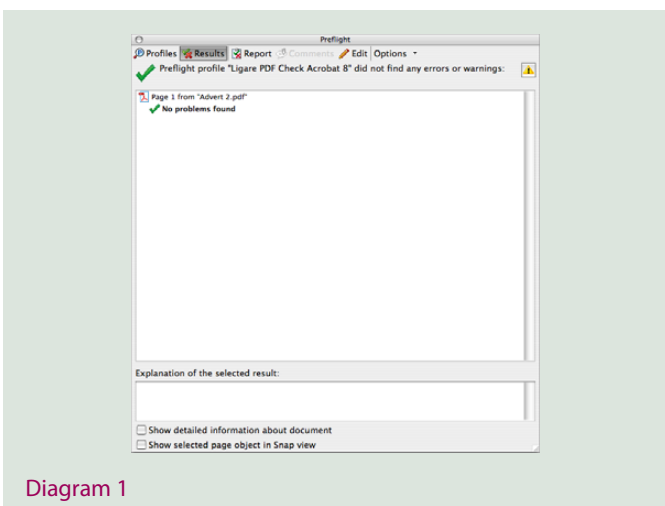 Preflight
Profiles Results Report Comments Edit Options
Preflight profile "Ligare PDF Check Acrobat 8" did not find any errors or warnings:
Page 1 from "Advert 2.pdf"
No problems found
Explanation of the selected result:
Show detailed information about document
Show selected page object in Snap view
Diagram 1